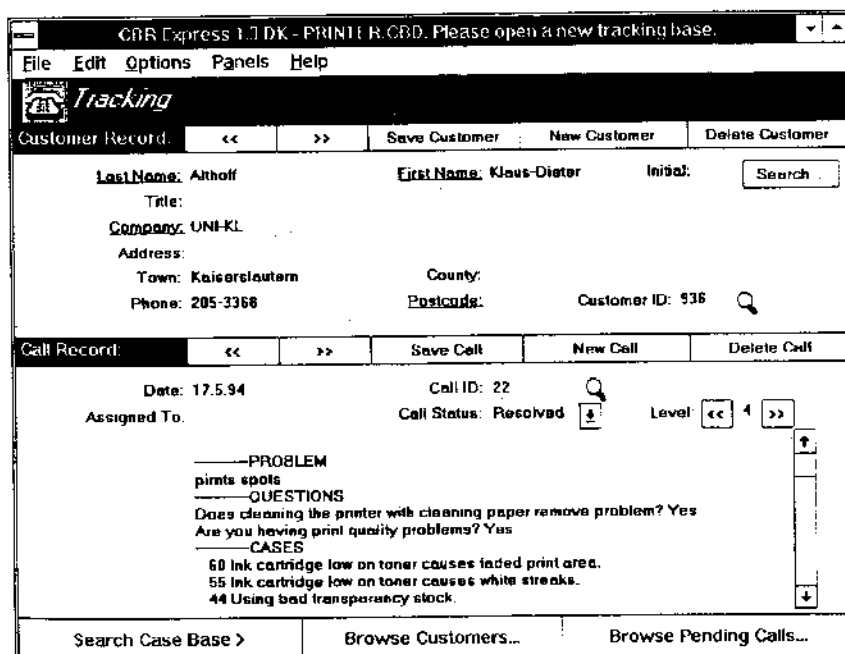 CBR Express 1.3 DK - PRINTER.CBD. Please open a new tracking base.
File Edit Options Panels Help
Tracking
Customer Record: << >> Save Customer New Customer Delete Customer
Last Name: Althoff First Name: Klaus-Dieter Initial: Search
Title:
Company: UNI-KL
Address:
Town: Kaiserslautern County:
Phone: 205-3368 Postcode: Customer ID: 936
Call Record: << >> Save Call New Call Delete Call
Date: 17.5.94 Call ID: 22
Assigned To: Call Status: Resolved Level: << 4 >>
———PROBLEM
pirnts spots
———QUESTIONS
Does cleaning the printer with cleaning paper remove problem? Yes
Are you having print quality problems? Yes
———CASES
60 Ink cartridge low on toner causes faded print area.
55 Ink cartridge low on toner causes white streaks.
44 Using bad transparency stock.
Search Case Base > Browse Customers... Browse Pending Calls...